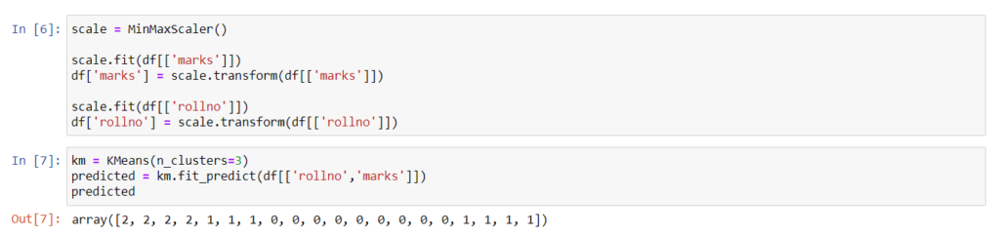 In [6]: scale = MinMaxScaler()
scale.fit(df[['marks']])
df['marks'] = scale.transform(df[['marks']])
scale.fit(df[['rollno']])
df['rollno'] = scale.transform(df[['rollno']])
In [7]: km = KMeans(n_clusters=3)
predicted = km.fit_predict(df[['rollno','marks']])
predicted
Out[7]: array([2, 2, 2, 2, 1, 1, 1, 0, 0, 0, 0, 0, 0, 0, 0, 0, 1, 1, 1, 1])